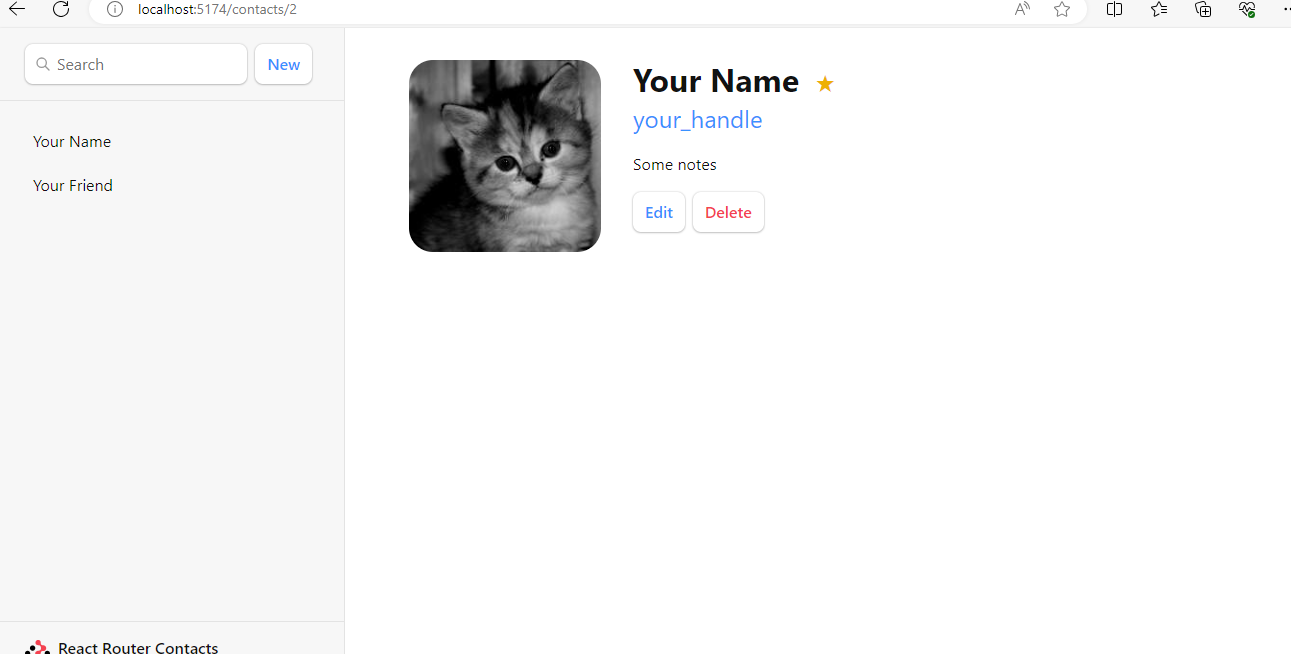 localhost:5174/contacts/2
Search
New
Your Name
Your Friend
Your Name ★
your_handle
Some notes
Edit
Delete
React Router Contacts